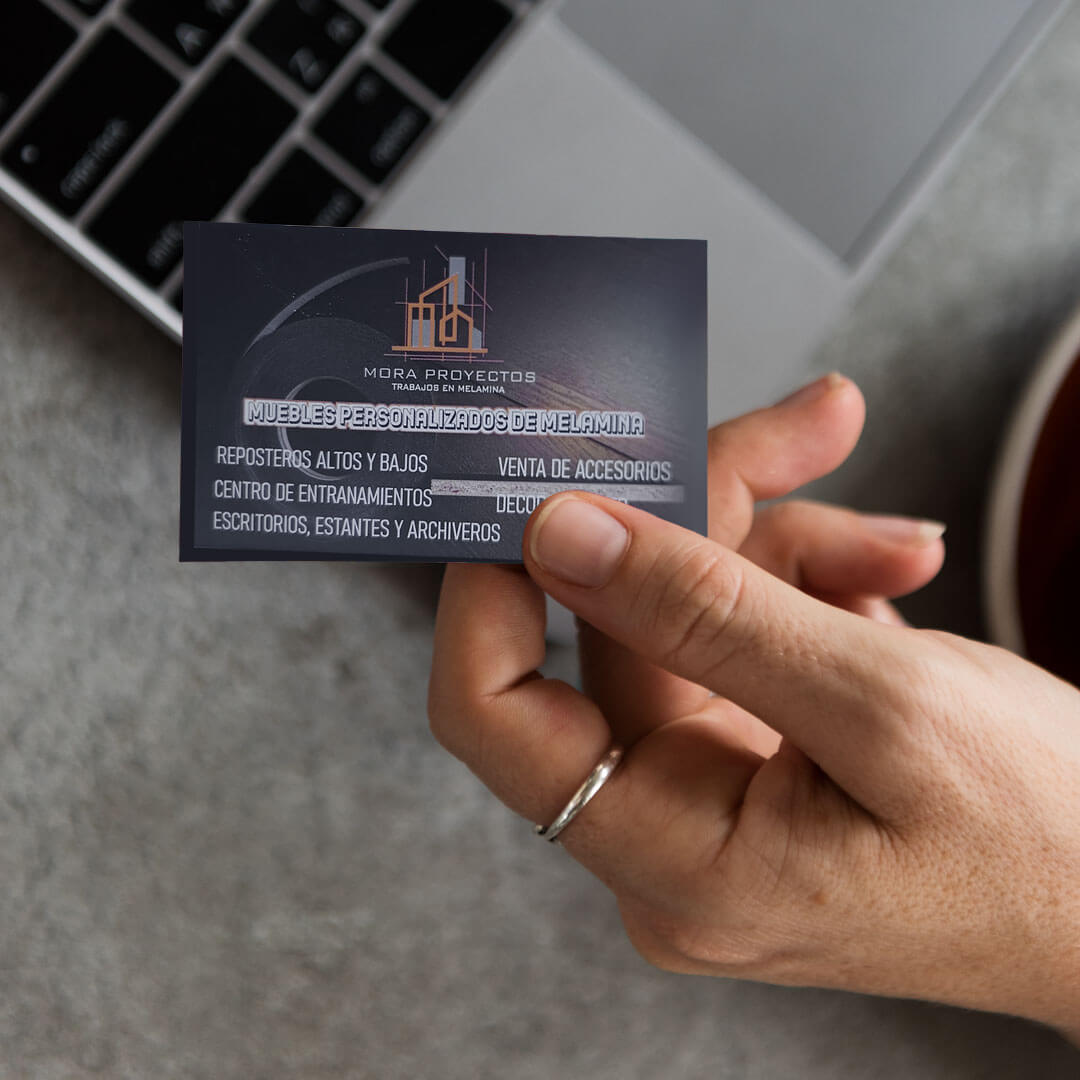 MORA PROYECTOS
TRABAJOS EN MELAMINA
MUEBLES PERSONALIZADOS DE MELAMINA
REPOSTEROS ALTOS Y BAJOS
VENTA DE ACCESORIOS
CENTRO DE ENTRANAMIENTOS
ESCRITORIOS, ESTANTES Y ARCHIVEROS
A
Z
option